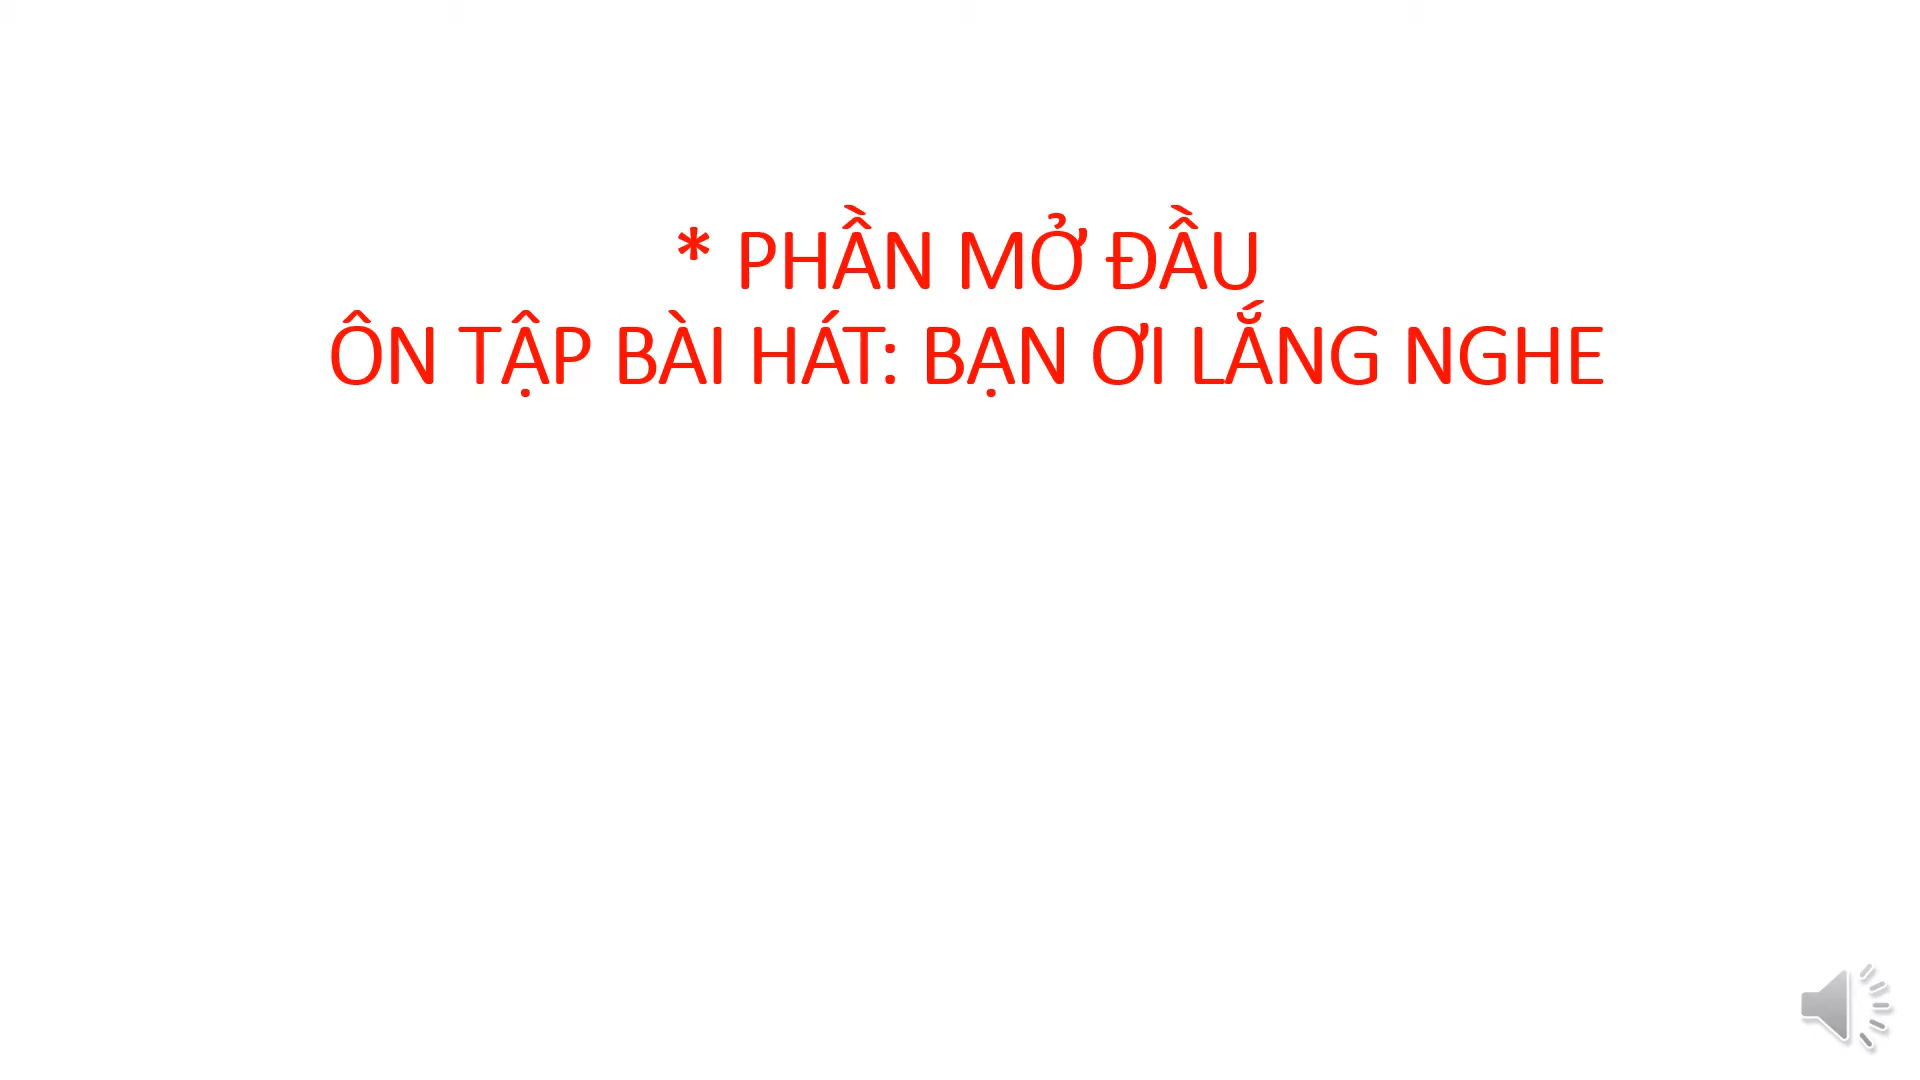 * PHẦN MỞ ĐẦU
ÔN TẬP BÀI HÁT: BẠN ƠI LẮNG NGHE